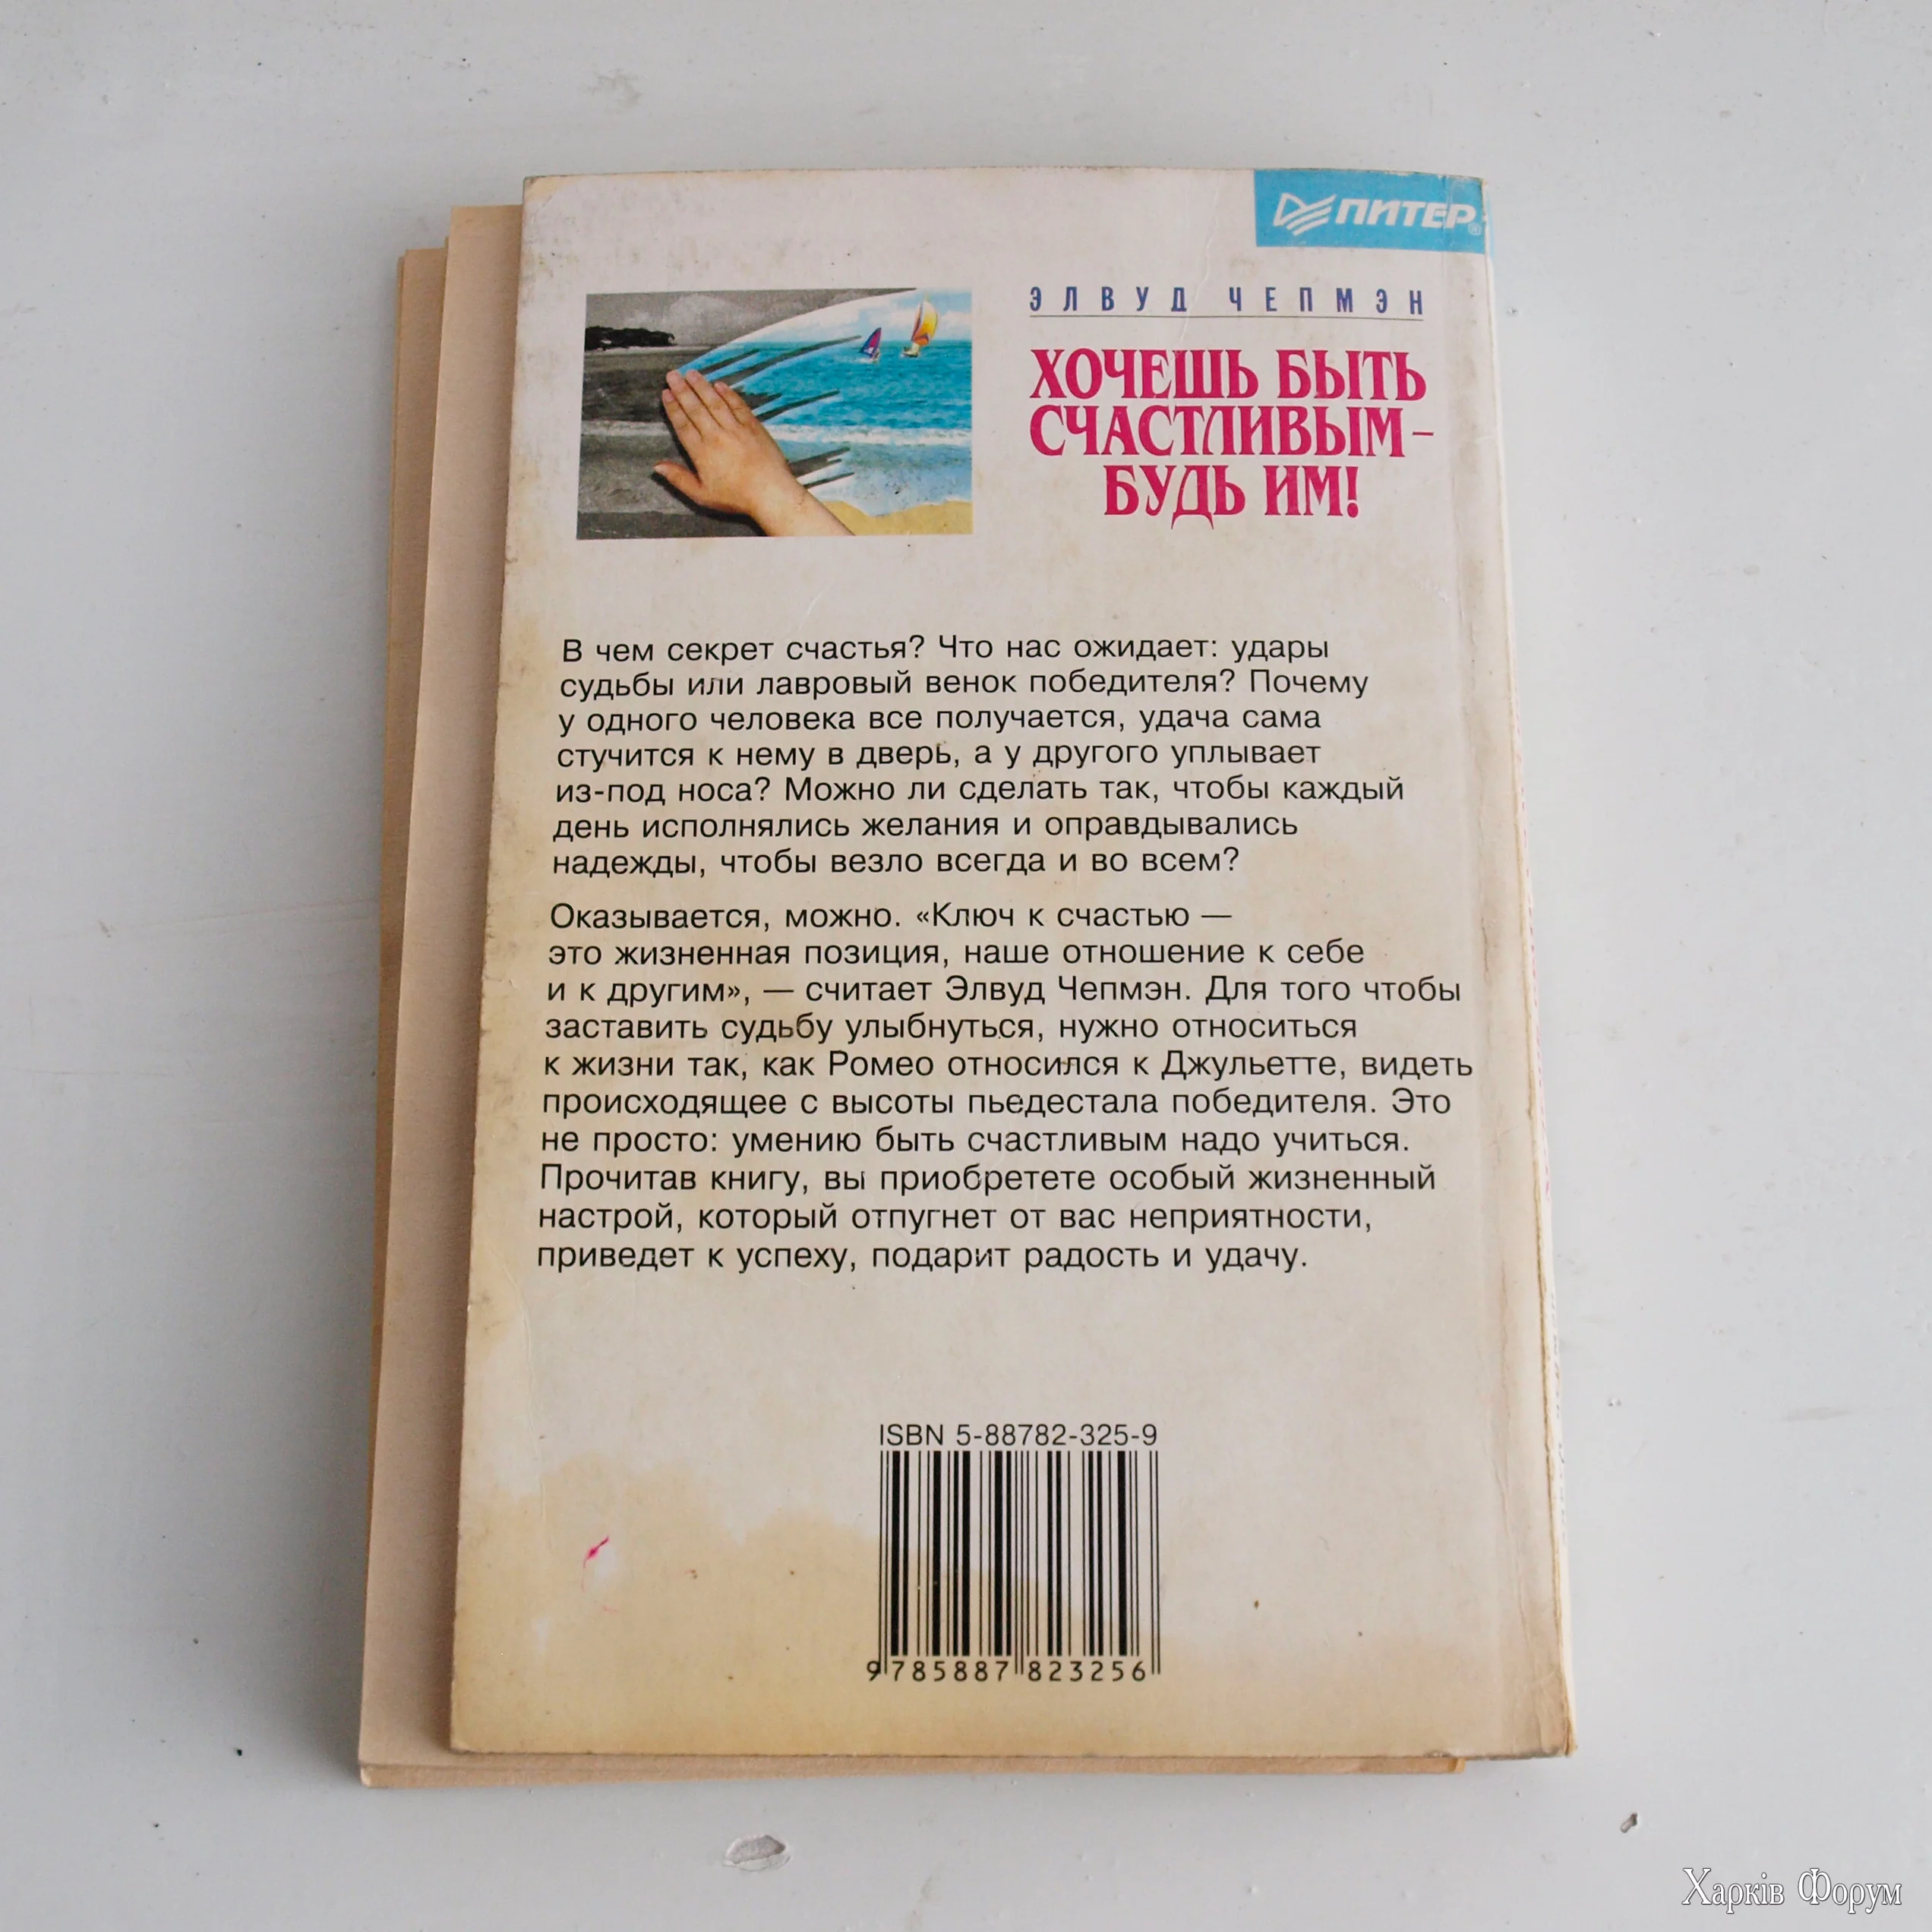 ПИТЕР®
ЭЛВУД ЧЕПМЭН
ХОЧЕШЬ БЫТЬ
СЧАСТЛИВЫМ –
БУДЬ ИМ!
В чем секрет счастья? Что нас ожидает: удары
судьбы или лавровый венок победителя? Почему
у одного человека все получается, удача сама
стучится к нему в дверь, а у другого уплывает
из-под носа? Можно ли сделать так, чтобы каждый
день исполнялись желания и оправдывались
надежды, чтобы везло всегда и во всем?
Оказывается, можно. «Ключ к счастью —
это жизненная позиция, наше отношение к себе
и к другим», — считает Элвуд Чепмэн. Для того чтобы
заставить судьбу улыбнуться, нужно относиться
к жизни так, как Ромео относился к Джульетте, видеть
происходящее с высоты пьедестала победителя. Это
не просто: умению быть счастливым надо учиться.
Прочитав книгу, вы приобретете особый жизненный
настрой, который отпугнет от вас неприятности,
приведет к успеху, подарит радость и удачу.
ISBN 5-88782-325-9
9 785887 823256
Харків Форум